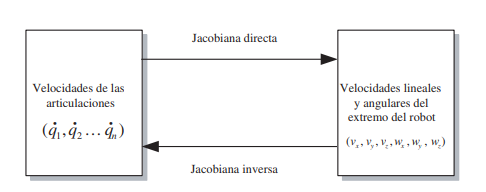 Jacobiana directa
Velocidades de las
articulaciones
(q̇₁, q̇₂ … q̇ₙ)
Velocidades lineales
y angulares del
extremo del robot
(vₓ, v_y, v_z, wₓ, w_y, w_z)
Jacobiana inversa